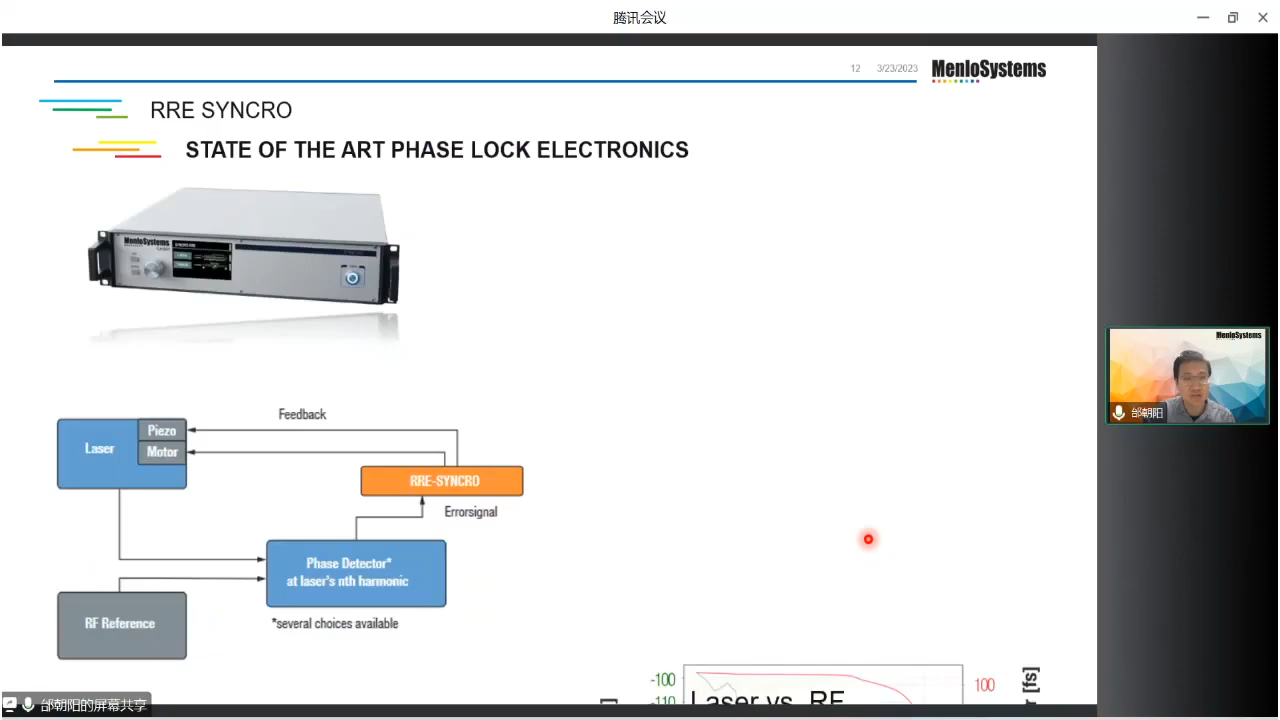 腾讯会议
12 3/23/2023 MenloSystems
RRE SYNCRO
STATE OF THE ART PHASE LOCK ELECTRONICS
MenloSystems
Feedback
Laser
Piezo
Motor
RRE-SYNCRO
Errorsignal
Phase Detector*
at laser's nth harmonic
RF Reference
*several choices available
MenloSystems
邰朝阳
-100
-110
Laser vs. RF
100
[fs]
邰朝阳的屏幕共享